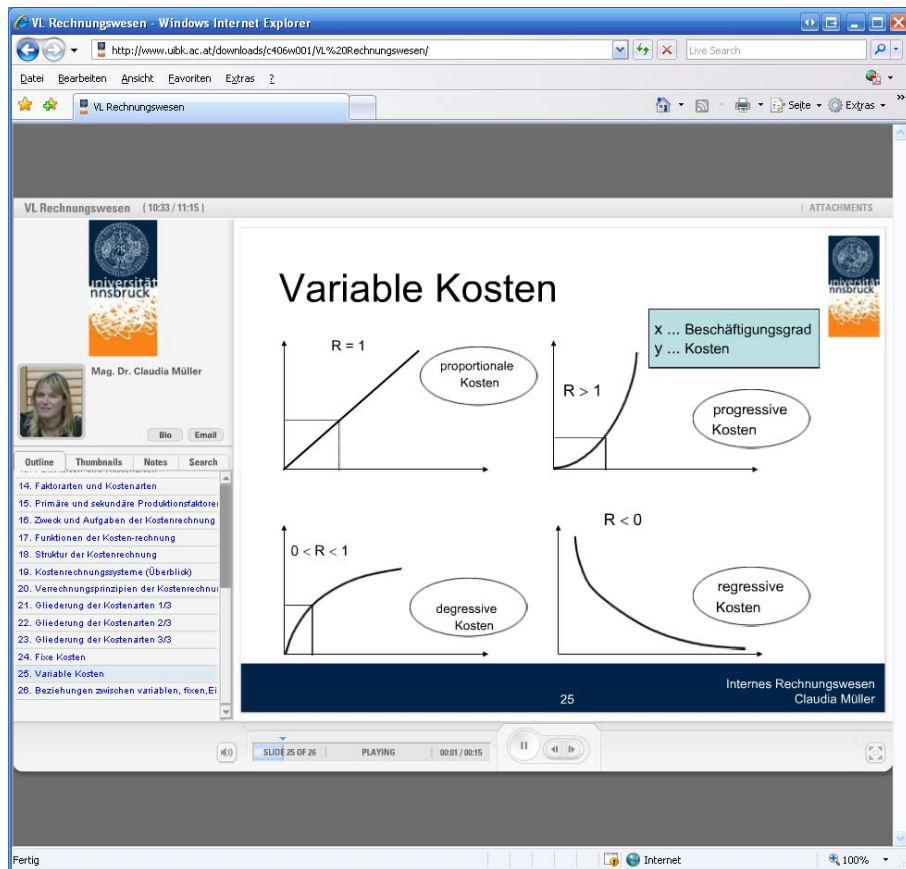 VL Rechnungswesen - Windows Internet Explorer
http://www.uibk.ac.at/downloads/c406w001/VL%20Rechnungswesen/
Live Search
Datei Bearbeiten Ansicht Favoriten Extras ?
VL Rechnungswesen
Seite
Extras
VL Rechnungswesen (10:33 / 11:15)
ATTACHMENTS
universität
innsbruck
Mag. Dr. Claudia Müller
Bio
Email
Outline Thumbnails Notes Search
14. Faktorarten und Kostenarten
15. Primäre und sekundäre Produktionsfaktore
16. Zweck und Aufgaben der Kostenrechnung
17. Funktionen der Kosten-rechnung
18. Struktur der Kostenrechnung
19. Kostenrechnungssysteme (Überblick)
20. Verrechnungsprinzipien der Kostenrechnu
21. Gliederung der Kostenarten 1/3
22. Gliederung der Kostenarten 2/3
23. Gliederung der Kostenarten 3/3
24. Fixe Kosten
25. Variable Kosten
26. Beziehungen zwischen variablen, fixen,Ei
Variable Kosten
universität
innsbruck
x ... Beschäftigungsgrad
y ... Kosten
R = 1
proportionale
Kosten
R > 1
progressive
Kosten
0 < R < 1
degressive
Kosten
R < 0
regressive
Kosten
25
Internes Rechnungswesen
Claudia Müller
SLIDE 25 OF 26
PLAYING
00:01 / 00:15
Fertig
Internet
100%